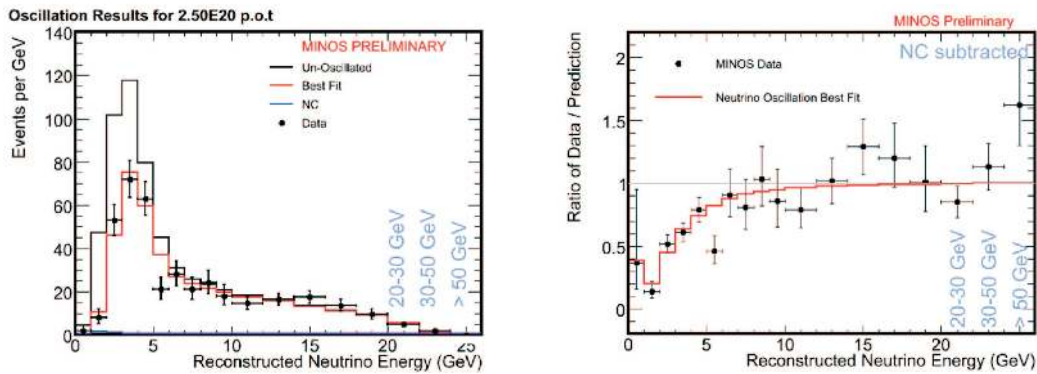 Oscillation Results for 2.50E20 p.o.t
MINOS PRELIMINARY
Un-Oscillated
Best Fit
NC
Data
Events per GeV
140
120
100
80
60
40
20
0
20-30 GeV
30-50 GeV
> 50 GeV
0 5 10 15 20 25
Reconstructed Neutrino Energy (GeV)
MINOS Preliminary
NC subtracted
MINOS Data
Neutrino Oscillation Best Fit
Ratio of Data / Prediction
2
1.5
1
0.5
0
20-30 GeV
30-50 GeV
> 50 GeV
0 5 10 15 20 25
Reconstructed Neutrino Energy (GeV)